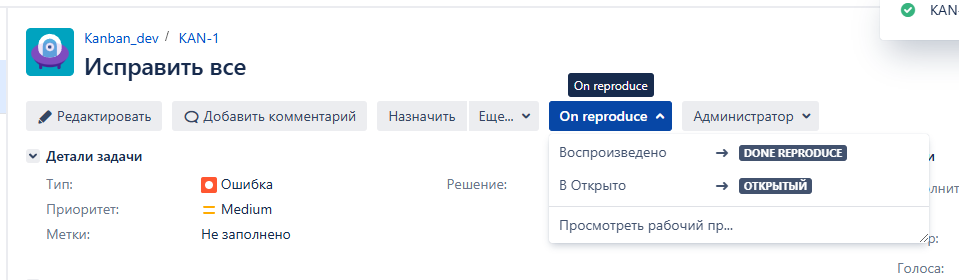 KAN-
Kanban_dev / KAN-1
Исправить все
On reproduce
Редактировать Добавить комментарий Назначить Еще... On reproduce Администратор
Детали задачи
Воспроизведено → DONE REPRODUCE
Тип: Ошибка Решение:
В Открыто → ОТКРЫТЫЙ
Приоритет: Medium
Просмотреть рабочий пр...
Метки: Не заполнено
Голоса: